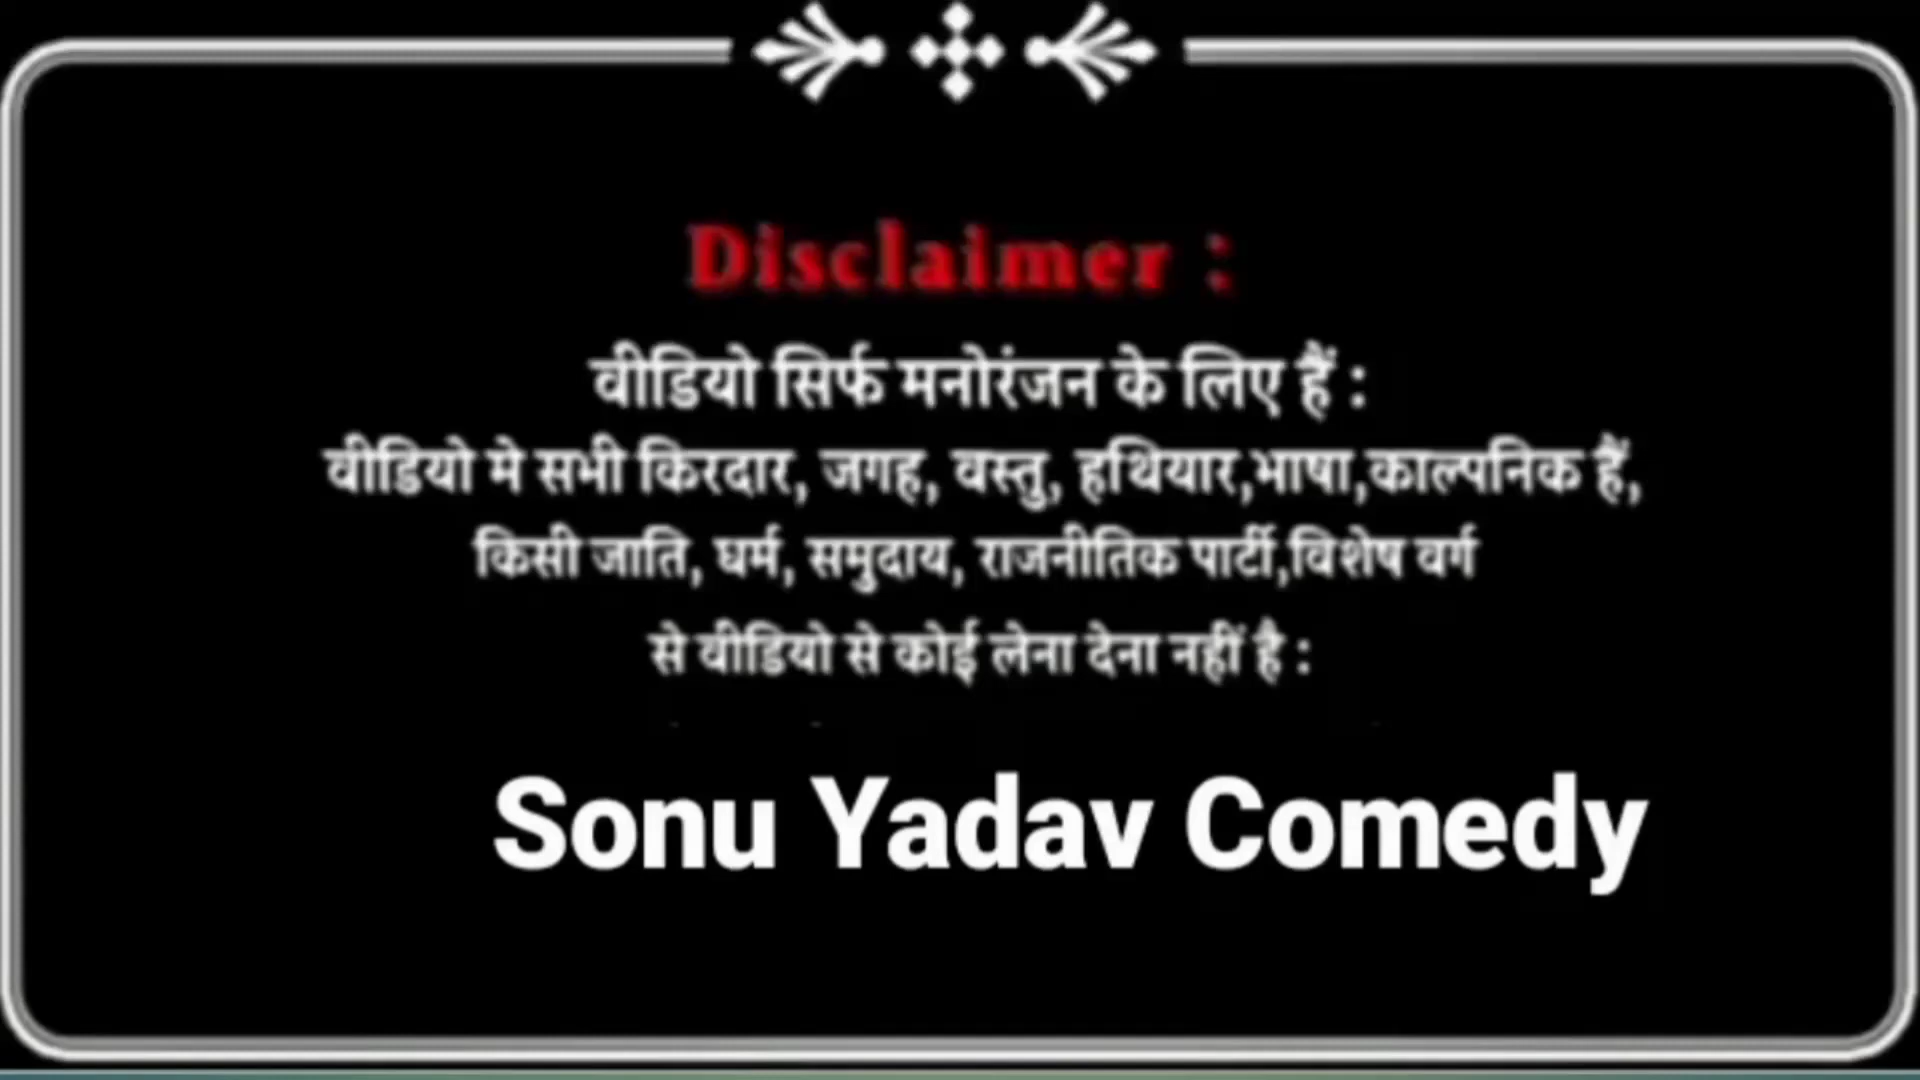 Disclaimer :
वीडियो सिर्फ मनोरंजन के लिए हैं :
वीडियो मे सभी किरदार, जगह, वस्तु, हथियार,भाषा,काल्पनिक हैं,
किसी जाति, धर्म, समुदाय, राजनीतिक पार्टी,विशेष वर्ग
से वीडियो से कोई लेना देना नहीं है :
Sonu Yadav Comedy